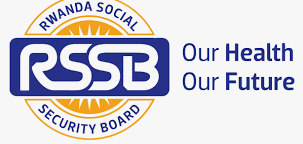 RWANDA SOCIAL
RSSB
SECURITY BOARD
Our Health
Our Future